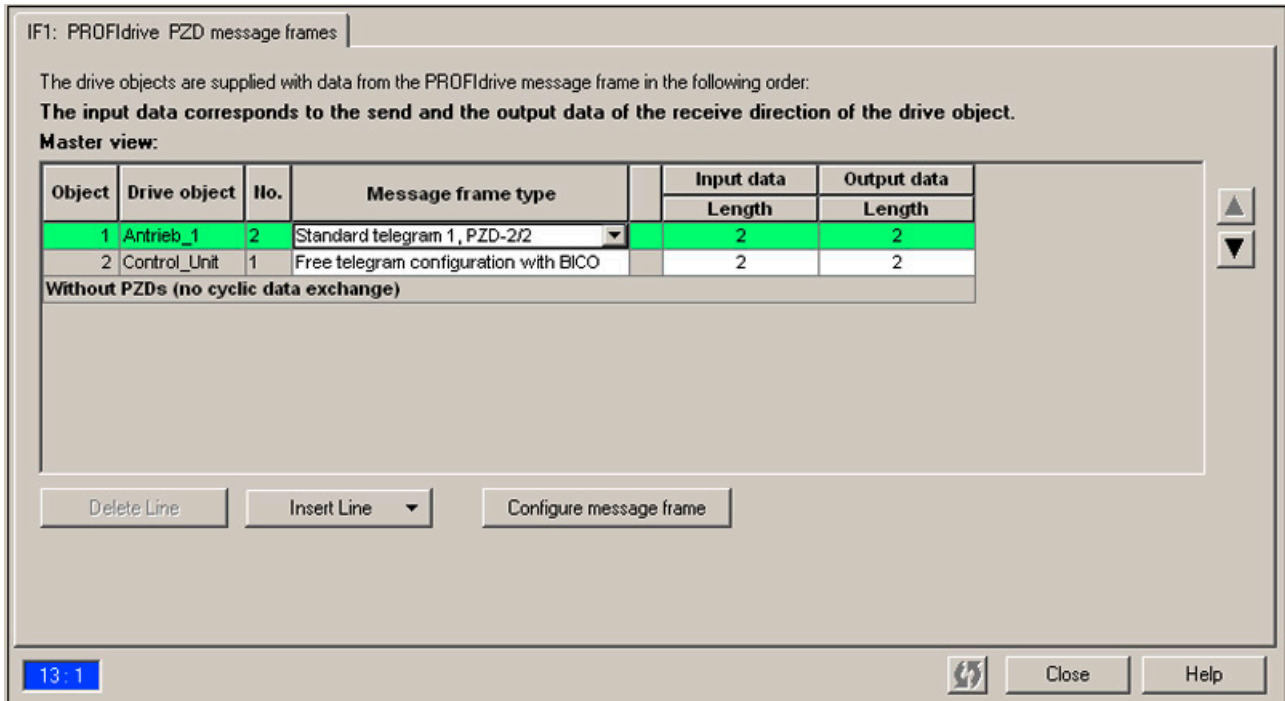 IF1: PROFIdrive PZD message frames
The drive objects are supplied with data from the PROFIdrive message frame in the following order:
The input data corresponds to the send and the output data of the receive direction of the drive object.
Master view:
Object Drive object No. Message frame type Input data Output data
Length Length
1 Antrieb_1 2 Standard telegram 1, PZD-2/2 2 2
2 Control_Unit 1 Free telegram configuration with BICO 2 2
Without PZDs (no cyclic data exchange)
Delete Line Insert Line Configure message frame
13 : 1 Close Help